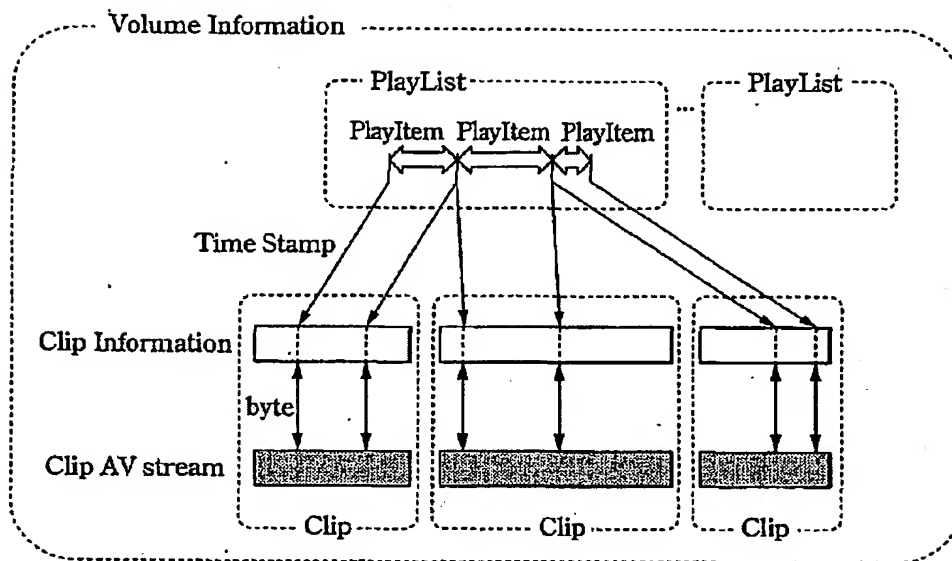 Volume Information
PlayList
...
PlayList
PlayItem PlayItem PlayItem
Time Stamp
Clip Information
byte
Clip AV stream
Clip
Clip
Clip